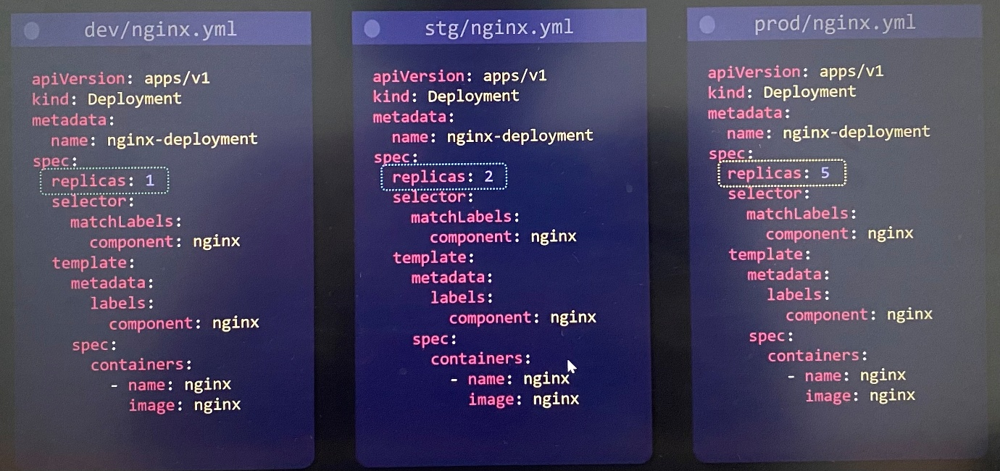 dev/nginx.yml
apiVersion: apps/v1
kind: Deployment
metadata:
  name: nginx-deployment
spec:
  replicas: 1
  selector:
    matchLabels:
      component: nginx
  template:
    metadata:
      labels:
        component: nginx
    spec:
      containers:
        - name: nginx
          image: nginx
stg/nginx.yml
apiVersion: apps/v1
kind: Deployment
metadata:
  name: nginx-deployment
spec:
  replicas: 2
  selector:
    matchLabels:
      component: nginx
  template:
    metadata:
      labels:
        component: nginx
    spec:
      containers:
        - name: nginx
          image: nginx
prod/nginx.yml
apiVersion: apps/v1
kind: Deployment
metadata:
  name: nginx-deployment
spec:
  replicas: 5
  selector:
    matchLabels:
      component: nginx
  template:
    metadata:
      labels:
        component: nginx
    spec:
      containers:
        - name: nginx
          image: nginx